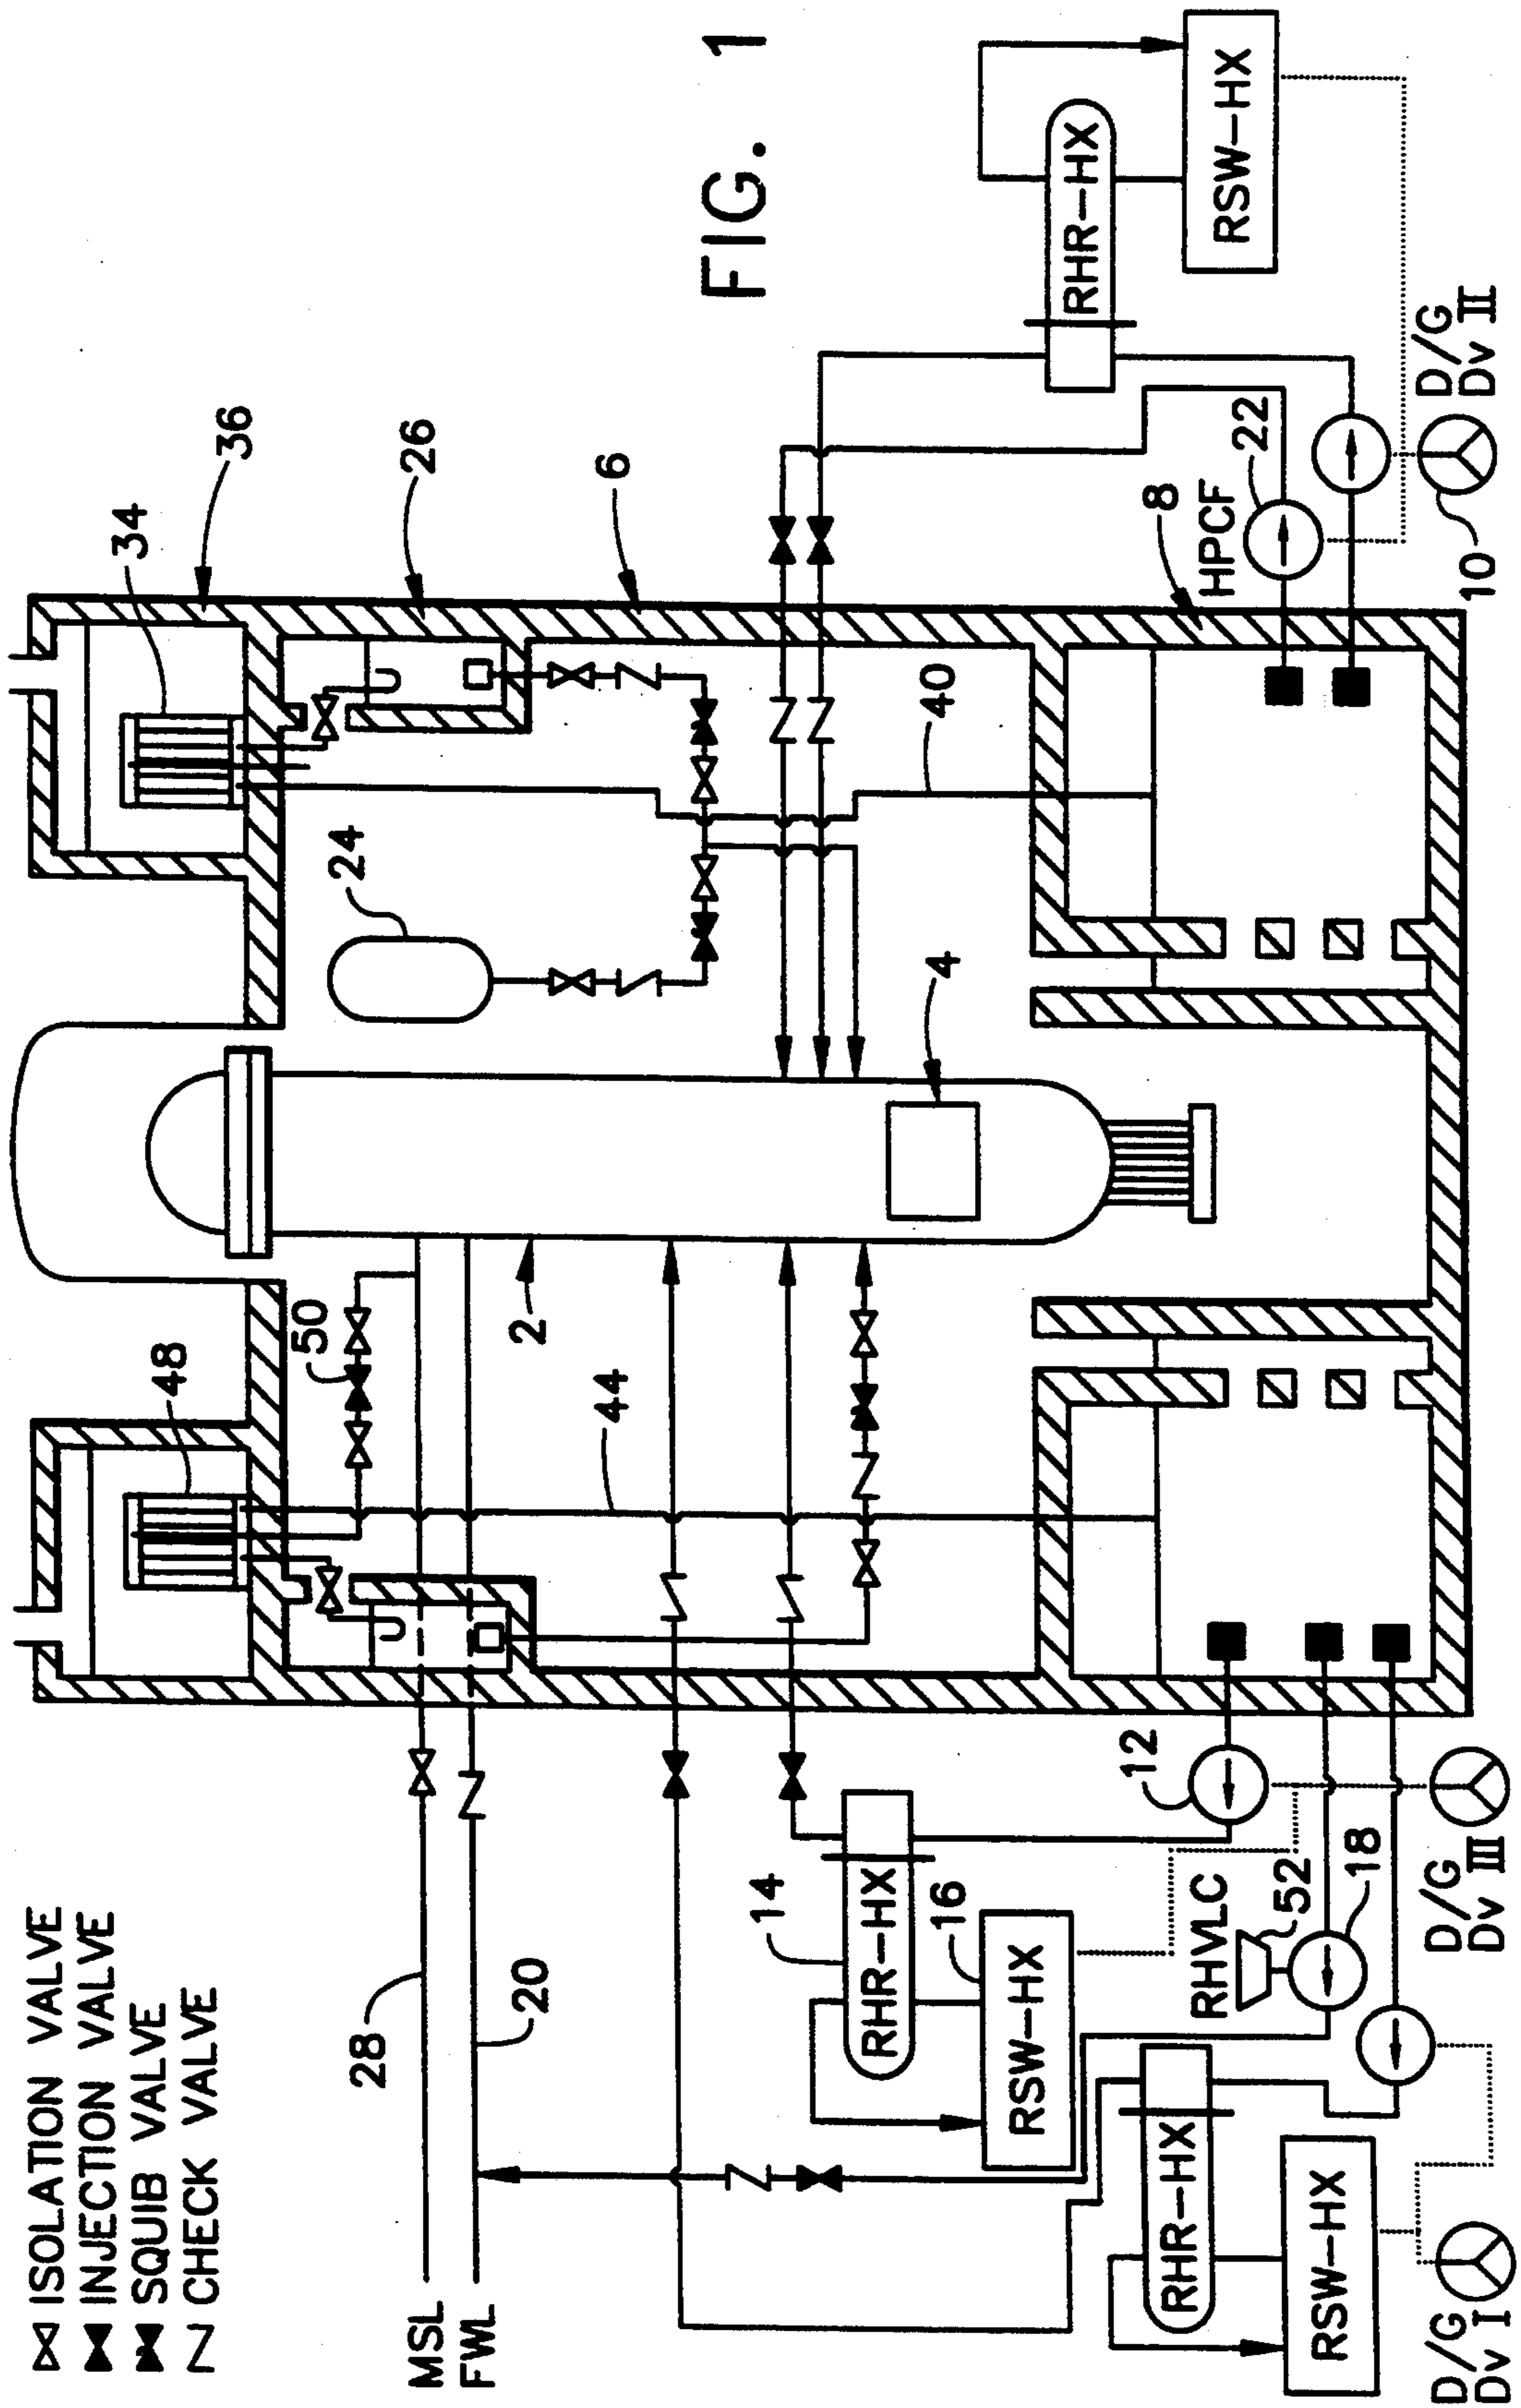 ISOLATION VALVE
INJECTION VALVE
SQUIB VALVE
CHECK VALVE
MSL
FWL
28
20
48
50
2
44
34
36
26
6
24
40
4
8
HPCF
22
10
D/G
Dv II
RHR-HX
RSW-HX
FIG. 1
12
14
RHR-HX
16
RSW-HX
D/G
Dv III
RHVLC
52
18
RHR-HX
RSW-HX
D/G
Dv I